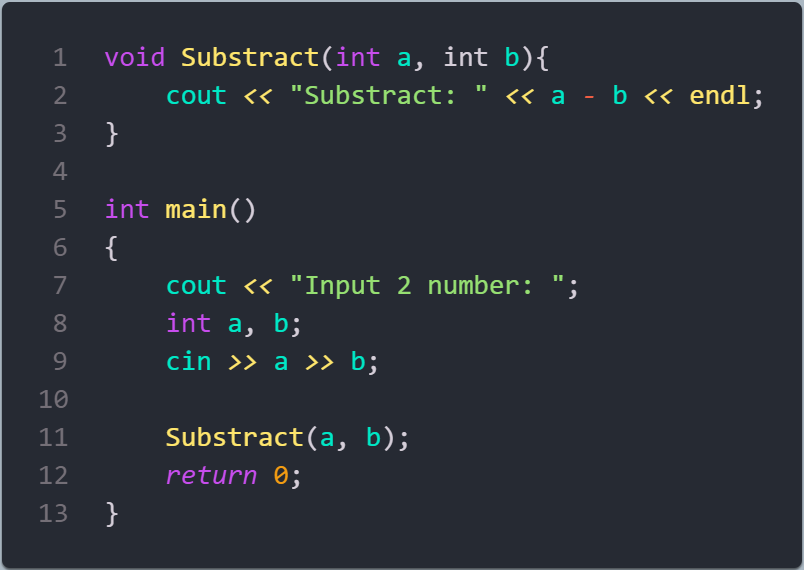 1 void Substract(int a, int b){
2     cout << "Substract: " << a - b << endl;
3 }
4
5 int main()
6 {
7     cout << "Input 2 number: ";
8     int a, b;
9     cin >> a >> b;
10
11     Substract(a, b);
12     return 0;
13 }